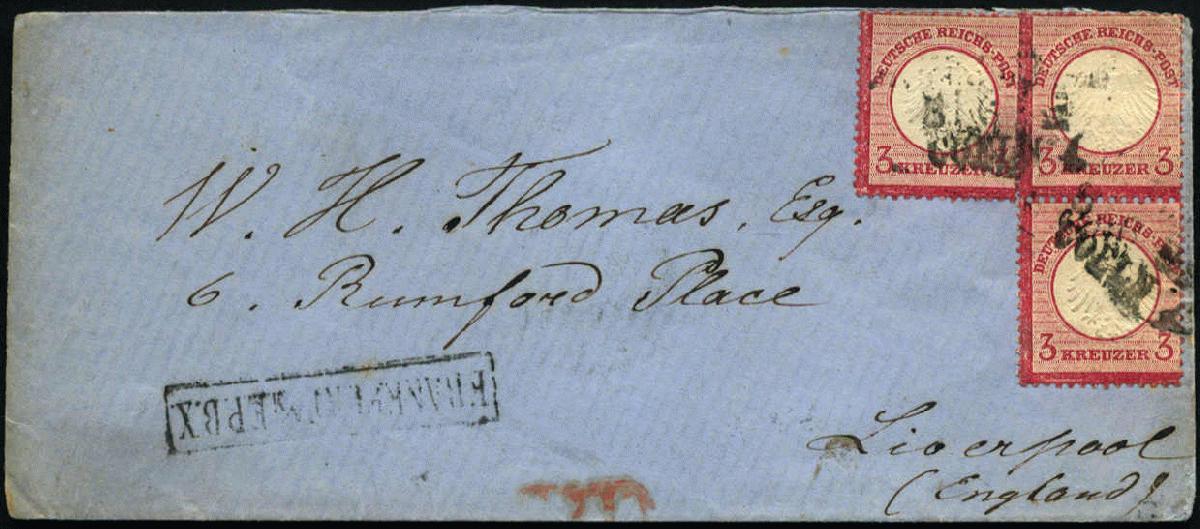 DEUTSCHE REICHS-POST
3 KREUZER
DEUTSCHE REICHS-POST
3 KREUZER 3
DEUTSCHE REICHS-POST
3 KREUZER 3
W. H. Thomas, Esq.
6. Rumford Place
Liverpool
(England)